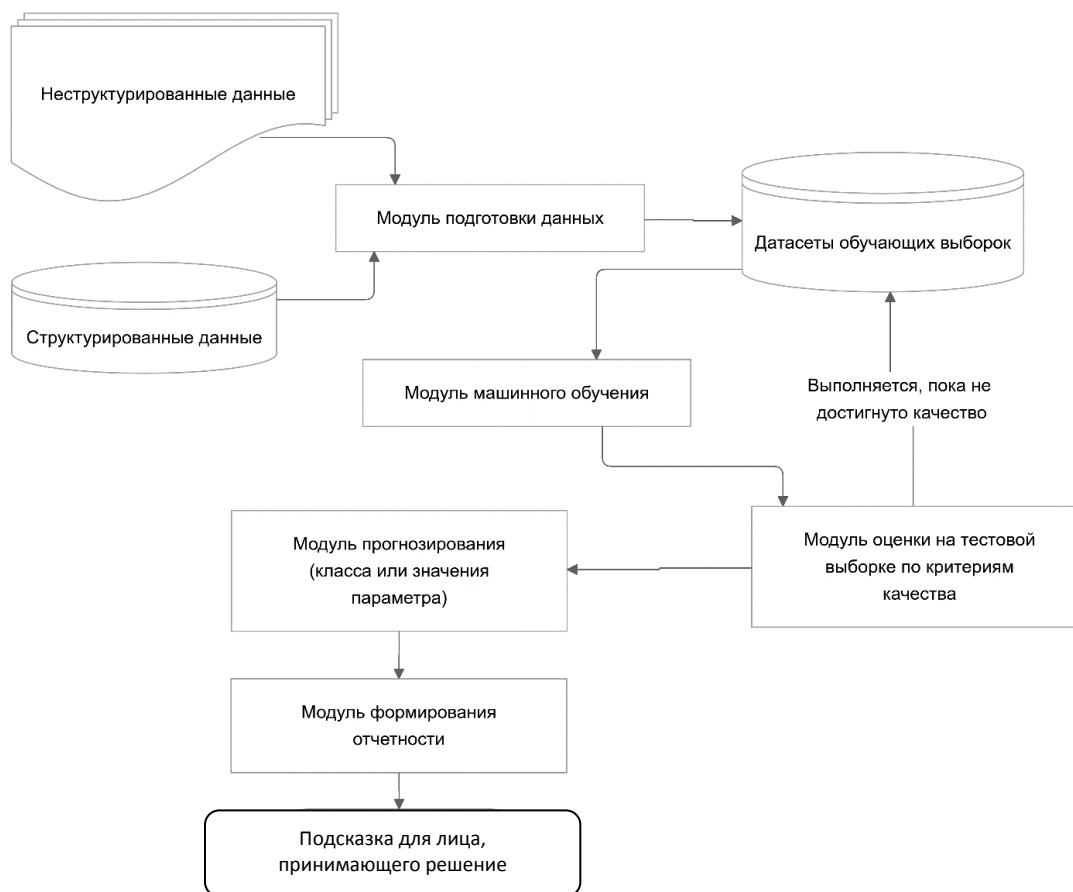 Неструктурированные данные
Модуль подготовки данных
Датасеты обучающих выборок
Структурированные данные
Модуль машинного обучения
Выполняется, пока не
достигнуто качество
Модуль прогнозирования
(класса или значения
параметра)
Модуль оценки на тестовой
выборке по критериям
качества
Модуль формирования
отчетности
Подсказка для лица,
принимающего решение